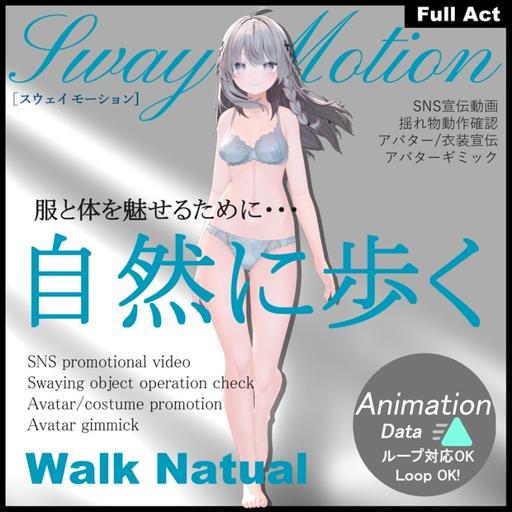 Full Act
Sway Motion
[スウェイモーション]
SNS宣伝動画
揺れ物動作確認
アバター/衣装宣伝
アバターギミック
服と体を魅せるために・・・
自然に歩く
SNS promotional video
Swaying object operation check
Avatar/costume promotion
Avatar gimmick
Walk Natual
Animation
Data
ループ対応OK
Loop OK!